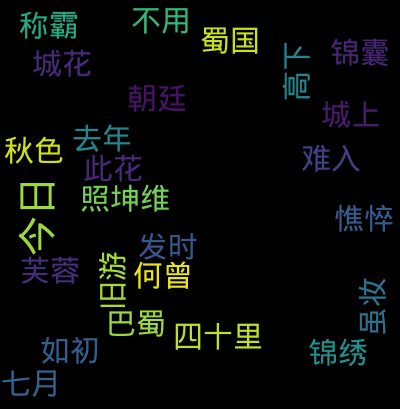 称霸
不用
蜀国
城花
高下
锦囊
朝廷
城上
秋色
去年
此花
难入
今日
照坤维
憔悴
发时
芙蓉
旧游
何曾
虽妆
巴蜀
四十里
如初
锦绣
七月